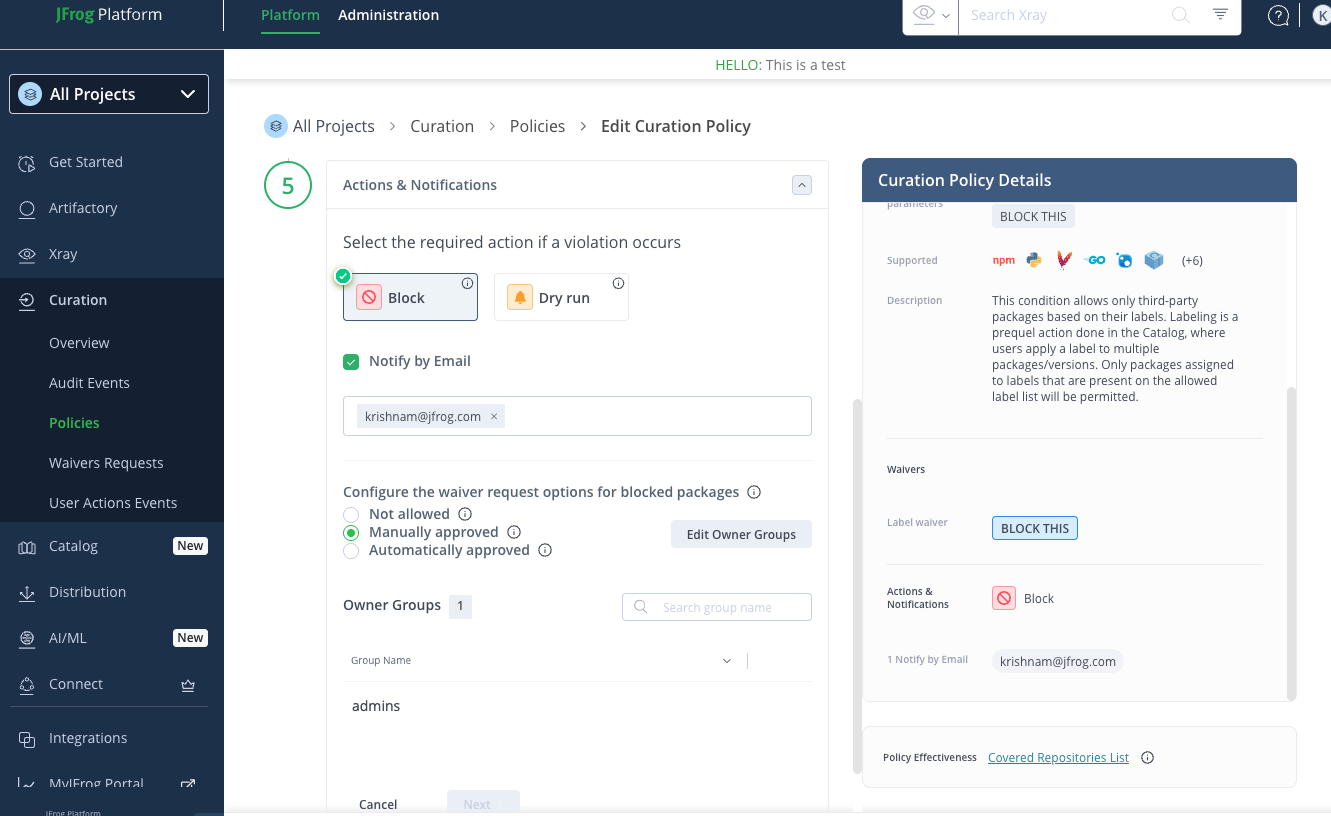 JFrog Platform
Platform
Administration
Search Xray
K
HELLO: This is a test
All Projects
Get Started
Artifactory
Xray
Curation
Overview
Audit Events
Policies
Waivers Requests
User Actions Events
Catalog
New
Distribution
AI/ML
New
Connect
Integrations
MyJFrog Portal
JFrog Platform
All Projects > Curation > Policies > Edit Curation Policy
5
Actions & Notifications
Select the required action if a violation occurs
Block
Dry run
Notify by Email
krishnam@jfrog.com ×
Configure the waiver request options for blocked packages
Not allowed
Manually approved
Automatically approved
Edit Owner Groups
Owner Groups 1
Search group name
Group Name
admins
Cancel
Next
Curation Policy Details
parameters
BLOCK THIS
Supported
npm
GO
(+6)
Description
This condition allows only third-party
packages based on their labels. Labeling is a
prequel action done in the Catalog, where
users apply a label to multiple
packages/versions. Only packages assigned
to labels that are present on the allowed
label list will be permitted.
Waivers
Label waiver
BLOCK THIS
Actions &
Notifications
Block
1 Notify by Email
krishnam@jfrog.com
Policy Effectiveness
Covered Repositories List